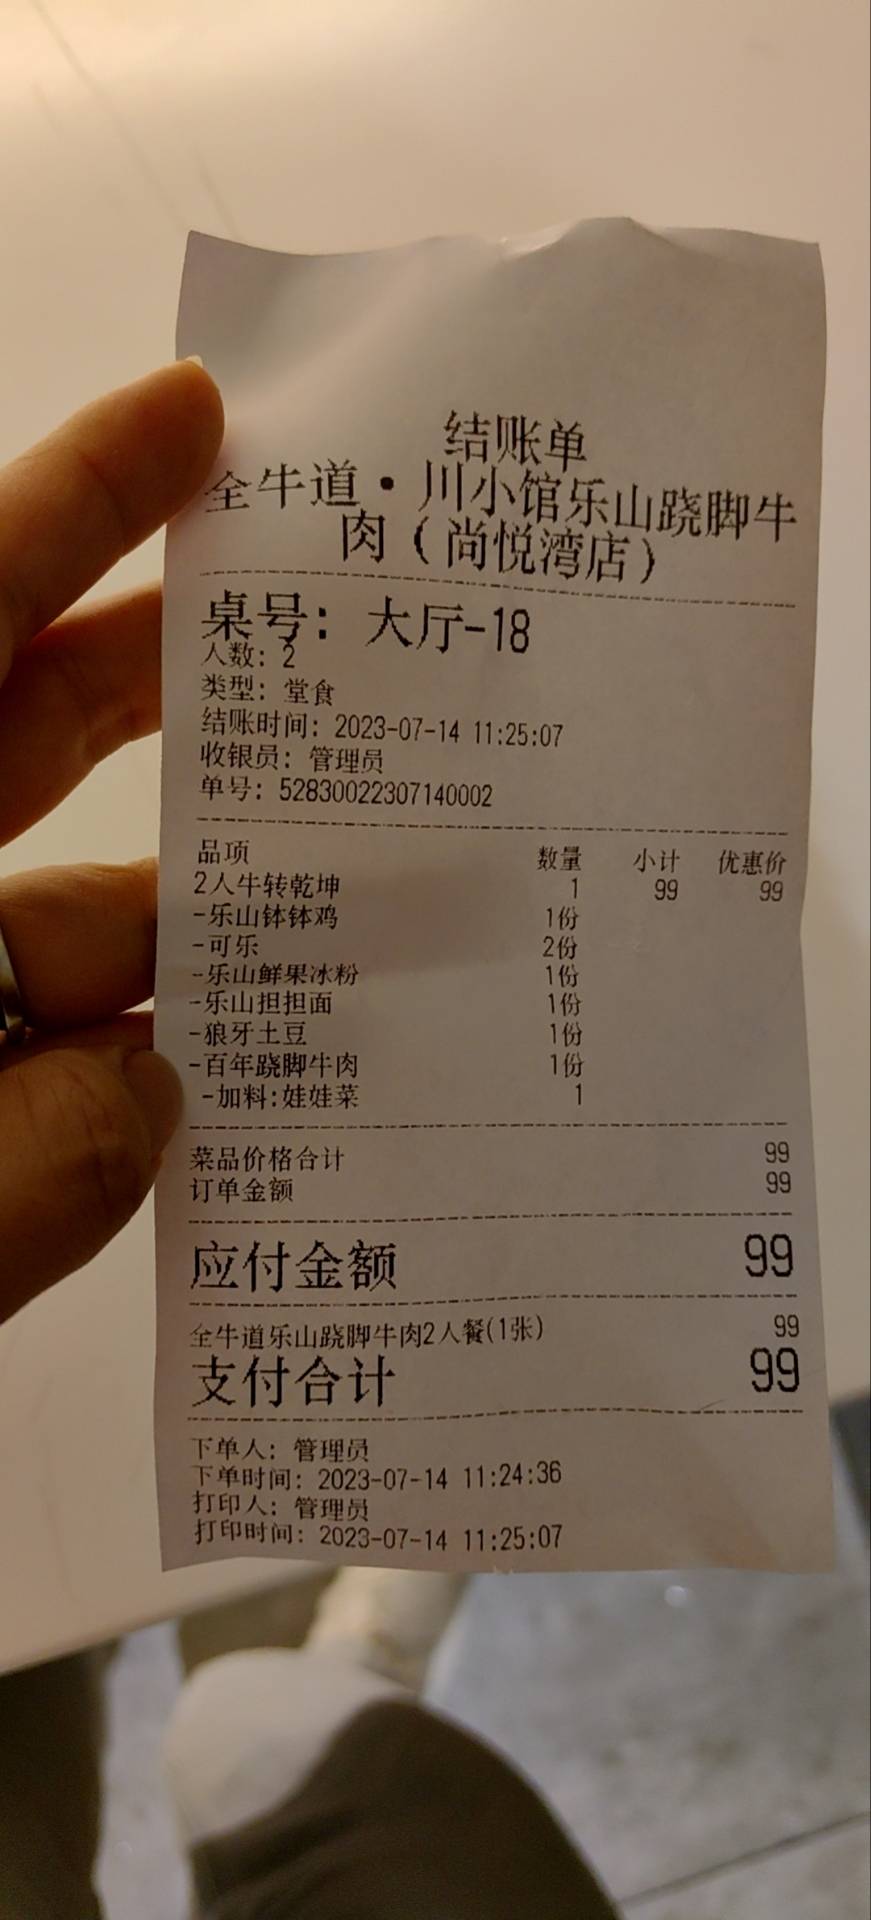 结账单
全牛道·川小馆乐山跷脚牛
肉(尚悦湾店)
桌号: 大厅-18
人数: 2
类型: 堂食
结账时间: 2023-07-14 11:25:07
收银员: 管理员
单号: 52830022307140002
品项 数量 小计 优惠价
2人牛转乾坤 1 99 99
-乐山钵钵鸡 1份
-可乐 2份
-乐山鲜果冰粉 1份
-乐山担担面 1份
-狼牙土豆 1份
-百年跷脚牛肉 1份
-加料:娃娃菜 1
菜品价格合计 99
订单金额 99
应付金额 99
全牛道乐山跷脚牛肉2人餐(1张) 99
支付合计 99
下单人: 管理员
下单时间: 2023-07-14 11:24:36
打印人: 管理员
打印时间: 2023-07-14 11:25:07